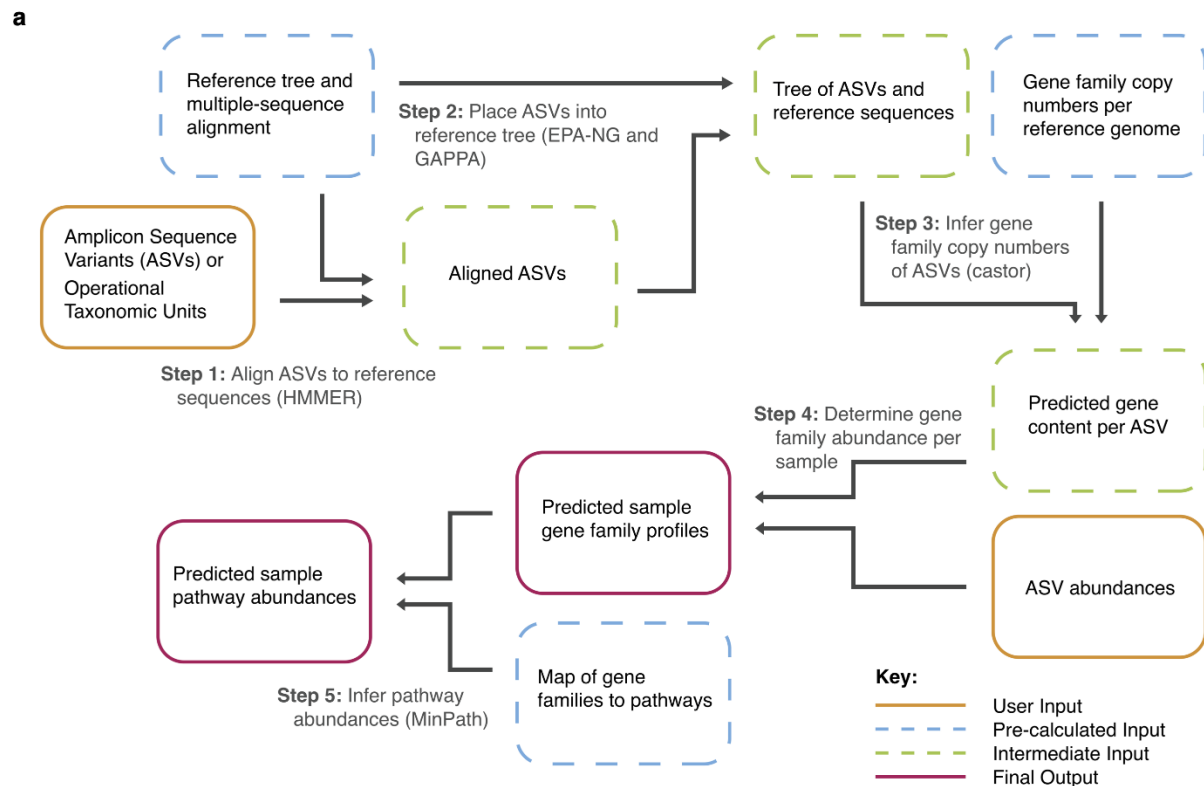 a
Reference tree and
multiple-sequence
alignment
Step 2: Place ASVs into
reference tree (EPA-NG and
GAPPA)
Tree of ASVs and
reference sequences
Gene family copy
numbers per
reference genome
Amplicon Sequence
Variants (ASVs) or
Operational
Taxonomic Units
Aligned ASVs
Step 3: Infer gene
family copy numbers
of ASVs (castor)
Step 1: Align ASVs to reference
sequences (HMMER)
Predicted gene
content per ASV
Step 4: Determine gene
family abundance per
sample
Predicted sample
gene family profiles
Predicted sample
pathway abundances
ASV abundances
Map of gene
families to pathways
Step 5: Infer pathway
abundances (MinPath)
Key:
User Input
Pre-calculated Input
Intermediate Input
Final Output